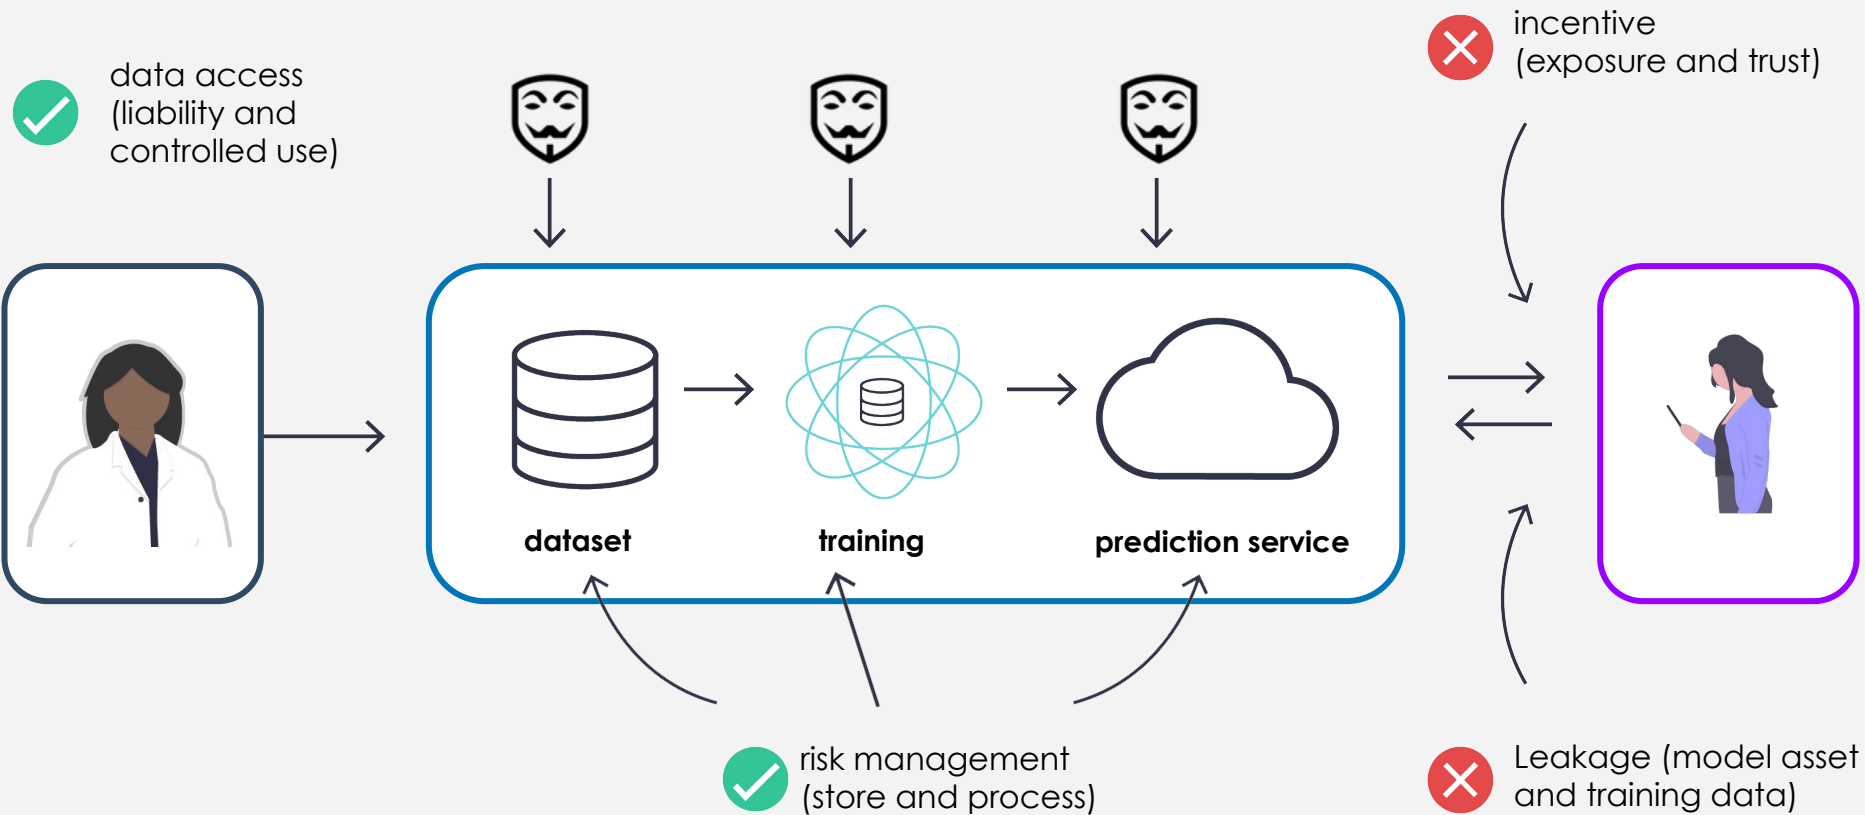 data access
(liability and
controlled use)
incentive
(exposure and trust)
dataset
training
prediction service
risk management
(store and process)
Leakage (model asset
and training data)